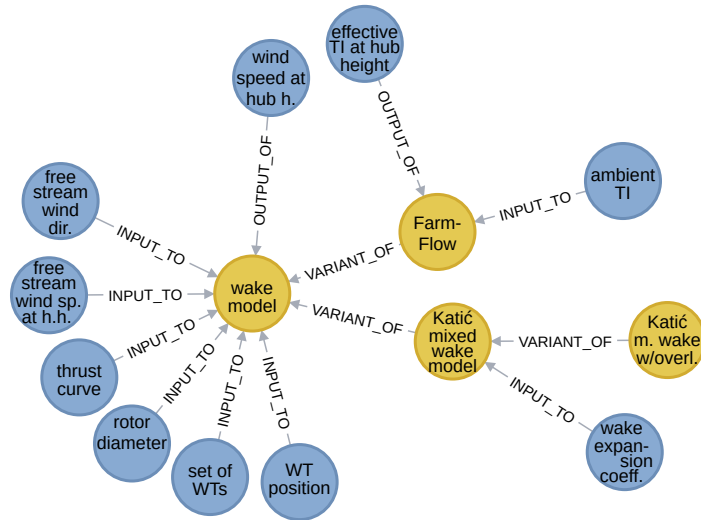 effective
TI at hub
height
wind
speed at
hub h.
OUTPUT_OF
OUTPUT_OF
free
stream
wind
dir.
ambient
TI
INPUT_TO
INPUT_TO
Farm-
Flow
VARIANT_OF
free
stream
wind sp.
at h.h.
INPUT_TO
wake
model
VARIANT_OF
Katić
mixed
wake
model
VARIANT_OF
Katić
m. wake
w/overl.
INPUT_TO
thrust
curve
INPUT_TO
INPUT_TO
INPUT_TO
INPUT_TO
rotor
diameter
set of
WTs
WT
position
wake
expan-
sion
coeff.